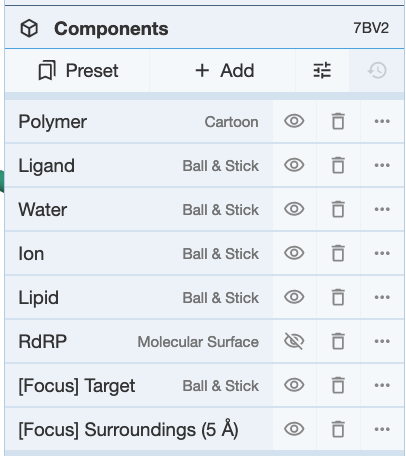 Components 7BV2
Preset + Add
Polymer Cartoon
Ligand Ball & Stick
Water Ball & Stick
Ion Ball & Stick
Lipid Ball & Stick
RdRP Molecular Surface
[Focus] Target Ball & Stick
[Focus] Surroundings (5 Å)